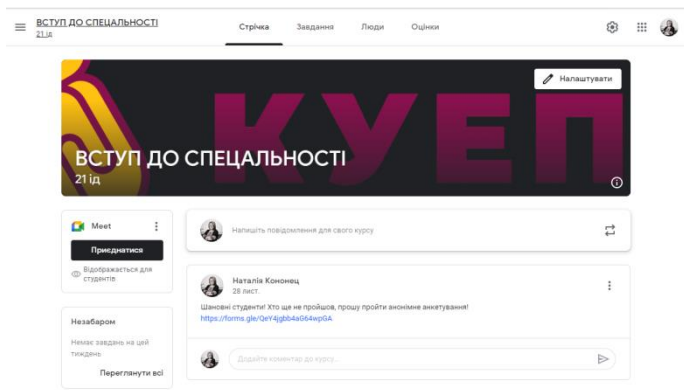 ВСТУП ДО СПЕЦАЛЬНОСТІ
21 ід
Стрічка
Завдання
Люди
Оцінки
Налаштувати
КУЕП
ВСТУП ДО СПЕЦАЛЬНОСТІ
21 ід
Meet
Приєднатися
Відображається для
студентів
Незабаром
Немає завдань на цей
тиждень
Переглянути всі
Напишіть повідомлення для свого курсу
Наталія Кононец
28 лист.
Шановні студенти! Хто ще не пройшов, прошу пройти анонімне анкетування!
https://forms.gle/QeY4jgbb4aG64wpGA
Додайте коментар до курсу...